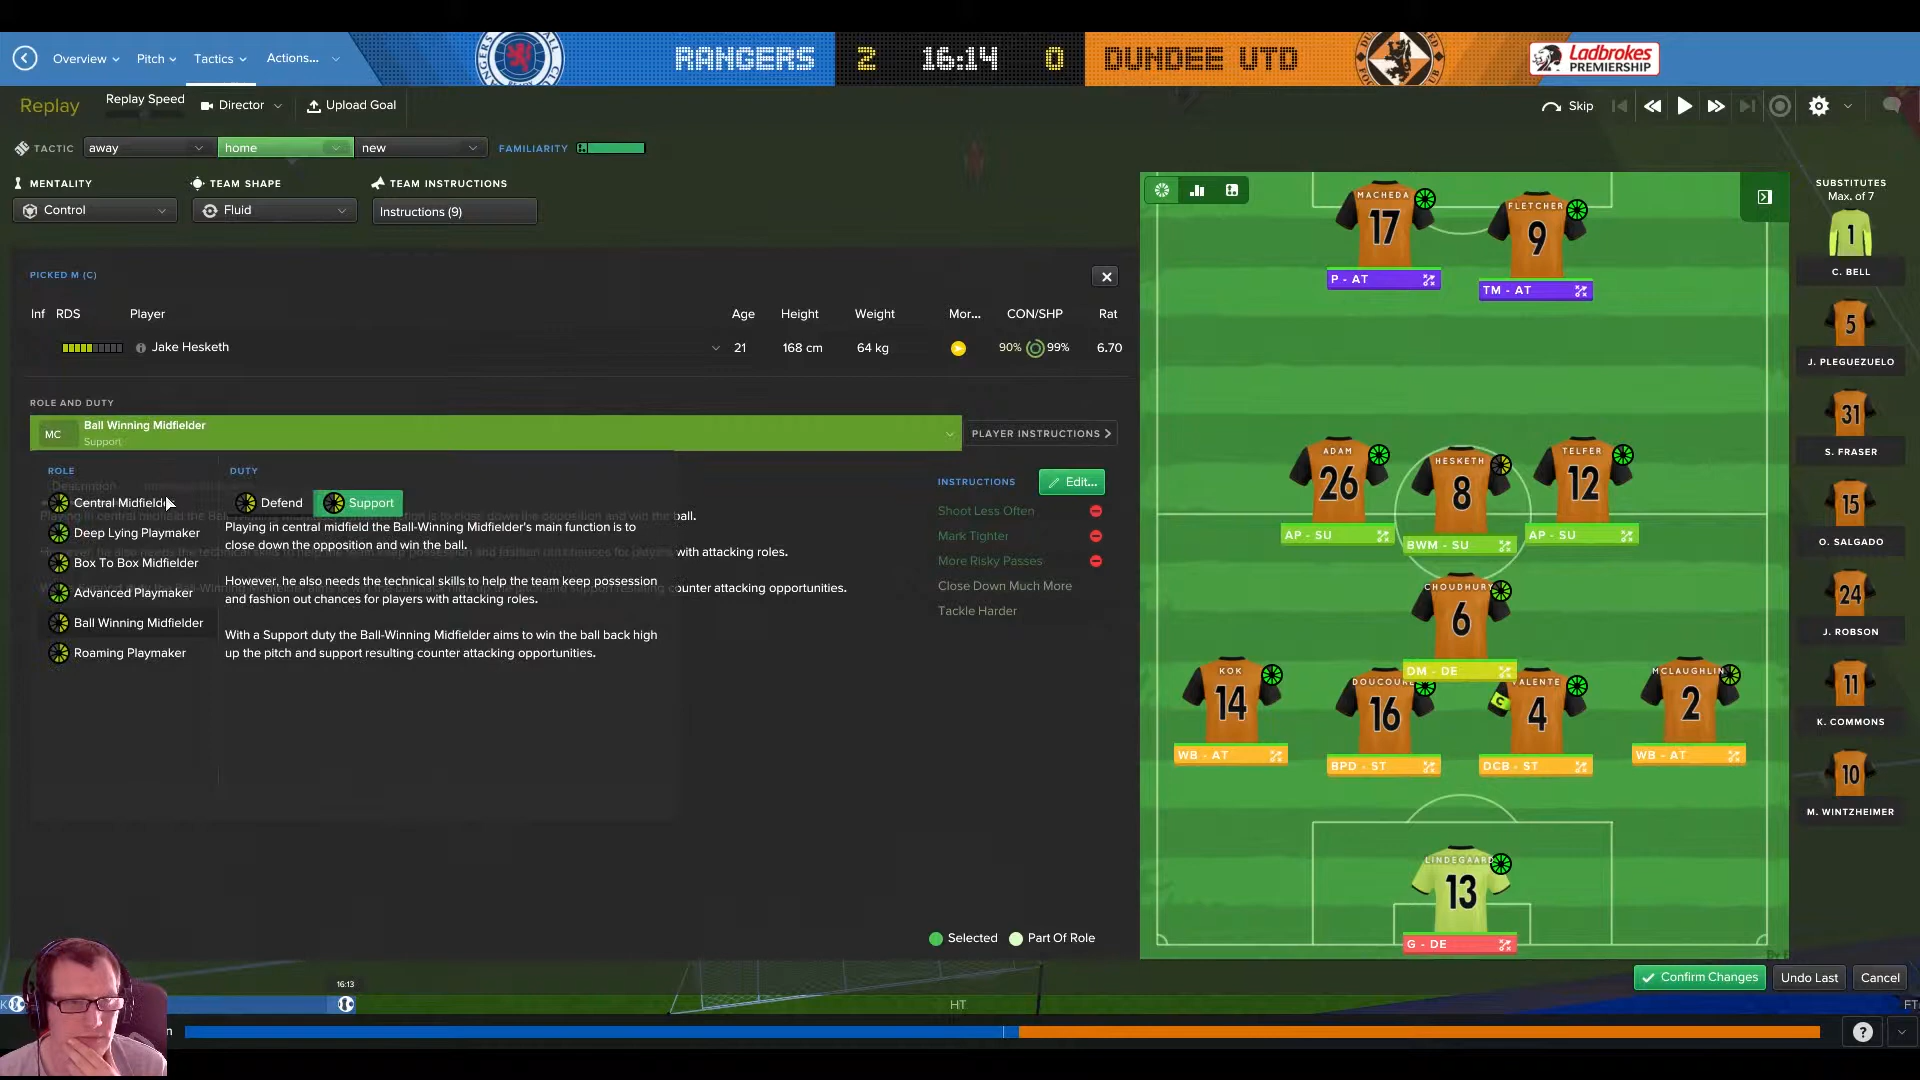 Overview
Pitch
Tactics
Actions...
RANGERS
2
16:14
0
DUNDEE UTD
Ladbrokes
PREMIERSHIP
Replay
Replay Speed
Director
Upload Goal
Skip
TACTIC
away
home
new
FAMILIARITY
MENTALITY
TEAM SHAPE
TEAM INSTRUCTIONS
Control
Fluid
Instructions (9)
PICKED M (C)
Inf
RDS
Player
Age
Height
Weight
Mor...
CON/SHP
Rat
Jake Hesketh
21
168 cm
64 kg
90%
99%
6.70
ROLE AND DUTY
MC
Ball Winning Midfielder
Support
PLAYER INSTRUCTIONS
ROLE
DUTY
Description
Central Midfielder
Deep Lying Playmaker
Box To Box Midfielder
Advanced Playmaker
Ball Winning Midfielder
Roaming Playmaker
Defend
Support
Playing in central midfield the Ball-Winning Midfielder's main function is to
close down the opposition and win the ball.
However, he also needs the technical skills to help the team keep possession
and fashion out chances for players with attacking roles.
With a Support duty the Ball-Winning Midfielder aims to win the ball back high
up the pitch and support resulting counter attacking opportunities.
ball.
with attacking roles.
counter attacking opportunities.
INSTRUCTIONS
Edit...
Shoot Less Often
Mark Tighter
More Risky Passes
Close Down Much More
Tackle Harder
Selected
Part Of Role
MACHEDA
17
P - AT
FLETCHER
9
TM - AT
ADAM
26
AP - SU
HESKETH
8
BWM - SU
TELFER
12
AP - SU
CHOUDHURY
6
DM - DE
KOK
14
WB - AT
DOUCOURE
16
BPD - ST
VALENTE
C
4
DCB - ST
MCLAUGHLIN
2
WB - AT
LINDEGAARD
13
G - DE
SUBSTITUTES
Max. of 7
1
C. BELL
5
J. PLEGUEZUELO
31
S. FRASER
15
O. SALGADO
24
J. ROBSON
11
K. COMMONS
10
M. WINTZHEIMER
Confirm Changes
Undo Last
Cancel
16:13
K
HT
FT
n
?